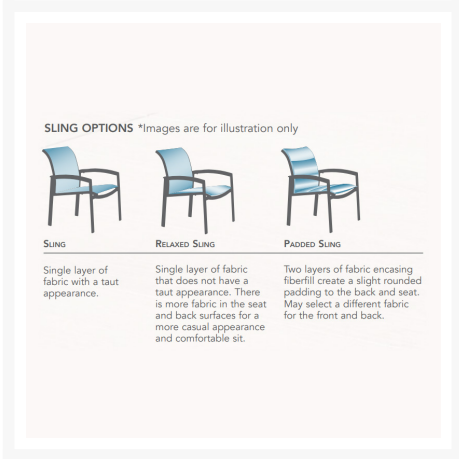 SLING OPTIONS *Images are for illustration only
SLING
Single layer of
fabric with a taut
appearance.
RELAXED SLING
Single layer of fabric
that does not have a
taut appearance. There
is more fabric in the seat
and back surfaces for a
more casual appearance
and comfortable sit.
PADDED SLING
Two layers of fabric encasing
fiberfill create a slight rounded
padding to the back and seat.
May select a different fabric
for the front and back.